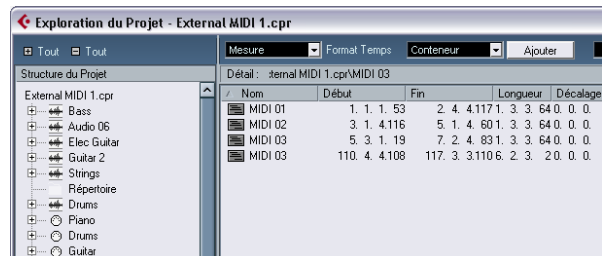 Exploration du Projet - External MIDI 1.cpr
Tout Tout Mesure Format Temps Conteneur Ajouter
Structure du Projet Détail : :ternal MIDI 1.cpr\MIDI 03
Nom Début Fin Longueur Décalage
External MIDI 1.cpr
Bass
Audio 06
Elec Guitar
Guitar 2
Strings
Répertoire
Drums
Piano
Drums
Guitar
MIDI 01 1. 1. 1. 53 2. 4. 4.117 1. 3. 3. 64 0. 0. 0.
MIDI 02 3. 1. 4.116 5. 1. 4. 60 1. 3. 3. 64 0. 0. 0.
MIDI 03 5. 3. 1. 19 7. 2. 4. 83 1. 3. 3. 64 0. 0. 0.
MIDI 03 110. 4. 4.108 117. 3. 3.110 6. 2. 3. 2 0. 0. 0.